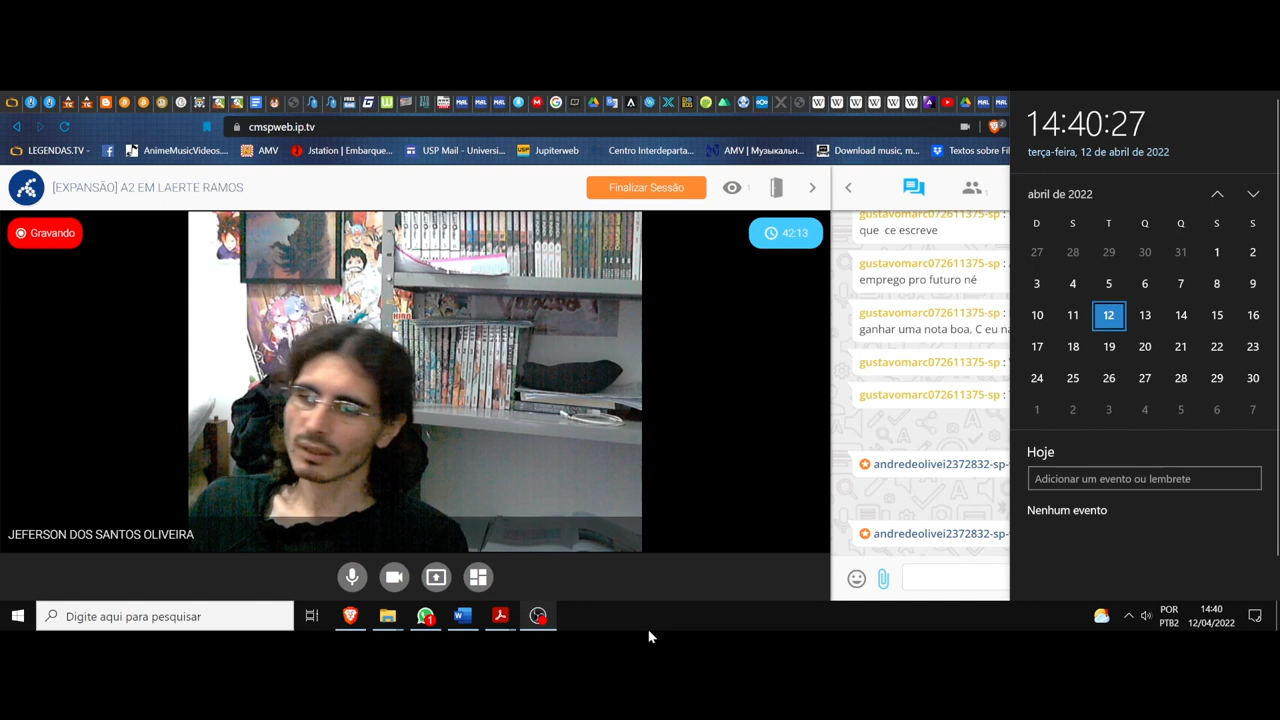 cmspweb.ip.tv
LEGENDAS.TV -
AnimeMusicVideos...
AMV
Jstation | Embarque...
USP Mail - Universi...
Jupiterweb
Centro Interdeparta...
AMV | Музыкальн...
Download music, m...
Textos sobre Fil
[EXPANSÃO] A2 EM LAERTE RAMOS
Finalizar Sessão
1
1
Gravando
42:13
JEFERSON DOS SANTOS OLIVEIRA
gustavomarc072611375-sp :
que ce escreve
gustavomarc072611375-sp :
emprego pro futuro né
gustavomarc072611375-sp :
ganhar uma nota boa, C eu na
gustavomarc072611375-sp :
gustavomarc072611375-sp :
andredeolivei2372832-sp-
andredeolivei2372832-sp-
14:40:27
terça-feira, 12 de abril de 2022
abril de 2022
D S T Q Q S S
27 28 29 30 31 1 2
3 4 5 6 7 8 9
10 11 12 13 14 15 16
17 18 19 20 21 22 23
24 25 26 27 28 29 30
1 2 3 4 5 6 7
Hoje
Adicionar um evento ou lembrete
Nenhum evento
Digite aqui para pesquisar
1
POR
PTB2
14:40
12/04/2022